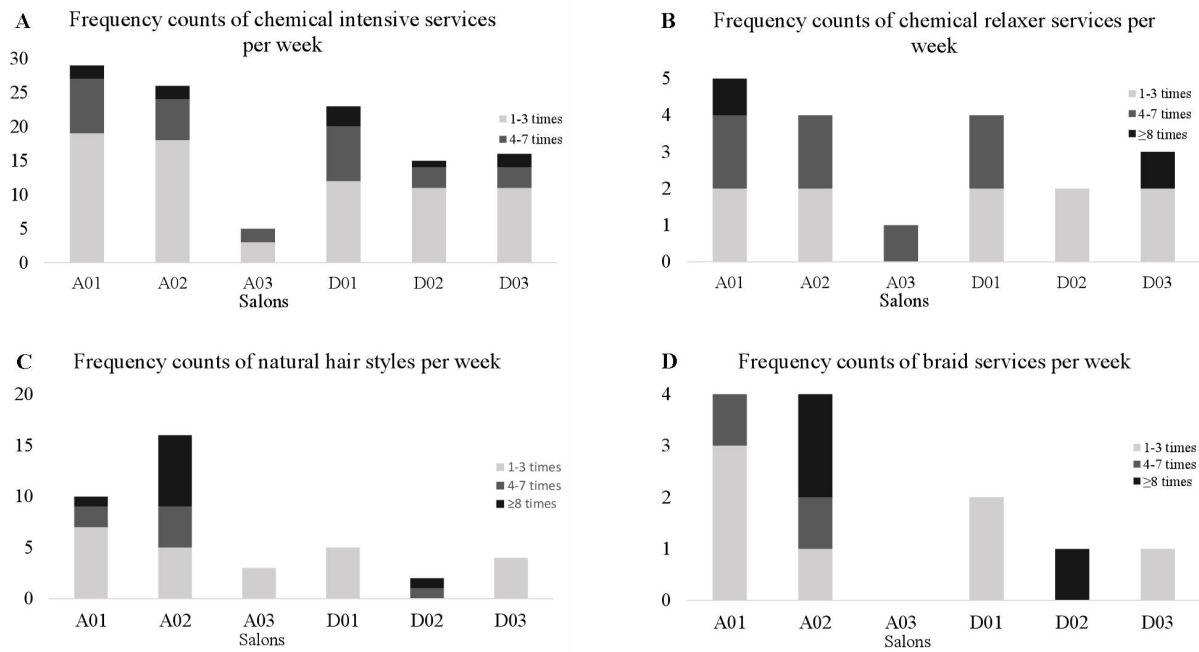 A
Frequency counts of chemical intensive services
per week
30
25
20
15
10
5
0
1-3 times
4-7 times
A01 A02 A03 D01 D02 D03
Salons
B
Frequency counts of chemical relaxer services per
week
5
4
3
2
1
0
1-3 times
4-7 times
≥8 times
A01 A02 A03 D01 D02 D03
Salons
C
Frequency counts of natural hair styles per week
20
15
10
5
0
1-3 times
4-7 times
≥8 times
A01 A02 A03 D01 D02 D03
Salons
D
Frequency counts of braid services per week
4
3
2
1
0
1-3 times
4-7 times
≥8 times
A01 A02 A03 D01 D02 D03
Salons